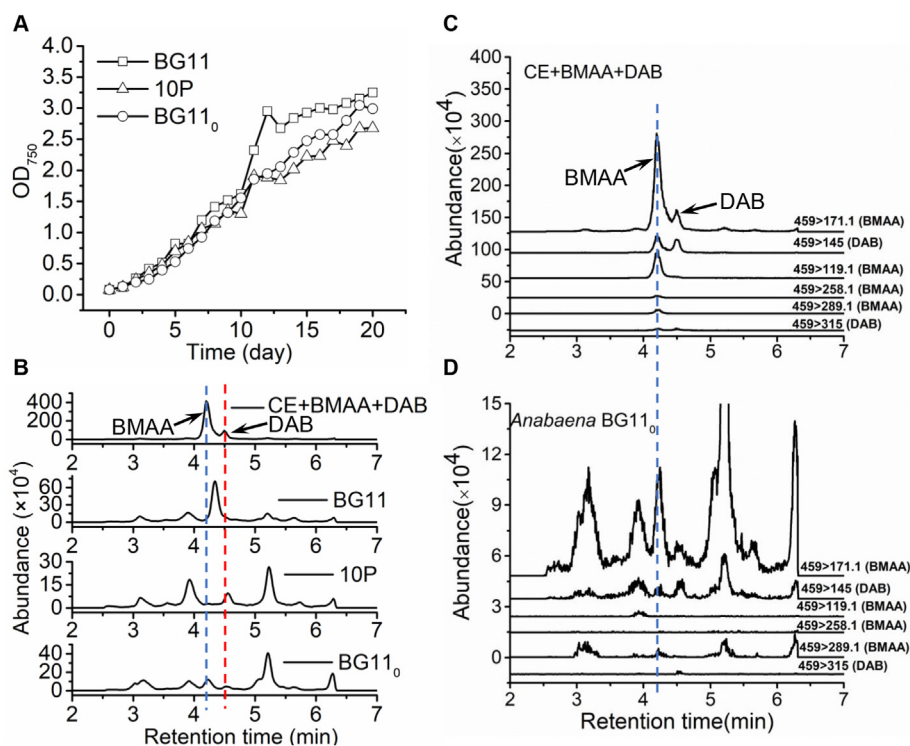 A
4.0
3.5
3.0
2.5
2.0
1.5
1.0
0.5
0.0
OD750
BG11
10P
BG110
0 5 10 15 20
Time (day)
B
400
200
0
BMAA
CE+BMAA+DAB
DAB
2 3 4 5 6 7
60
40
20
0
BG11
2 3 4 5 6 7
30
15
0
10P
2 3 4 5 6 7
40
20
0
BG110
2 3 4 5 6 7
Abundance (×10^4)
Retention time (min)
C
400
350
300
250
200
150
100
50
0
Abundance(×10^4)
CE+BMAA+DAB
BMAA
DAB
459>171.1 (BMAA)
459>145 (DAB)
459>119.1 (BMAA)
459>258.1 (BMAA)
459>289.1 (BMAA)
459>315 (DAB)
2 3 4 5 6 7
D
15
12
9
6
3
0
Abundance(×10^4)
Anabaena BG110
459>171.1 (BMAA)
459>145 (DAB)
459>119.1 (BMAA)
459>258.1 (BMAA)
459>289.1 (BMAA)
459>315 (DAB)
2 3 4 5 6 7
Retention time(min)